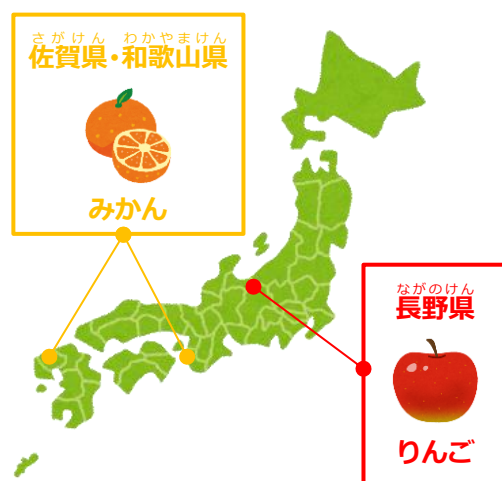 さがけん わかやまけん
佐賀県・和歌山県
みかん
ながのけん
長野県
りんご